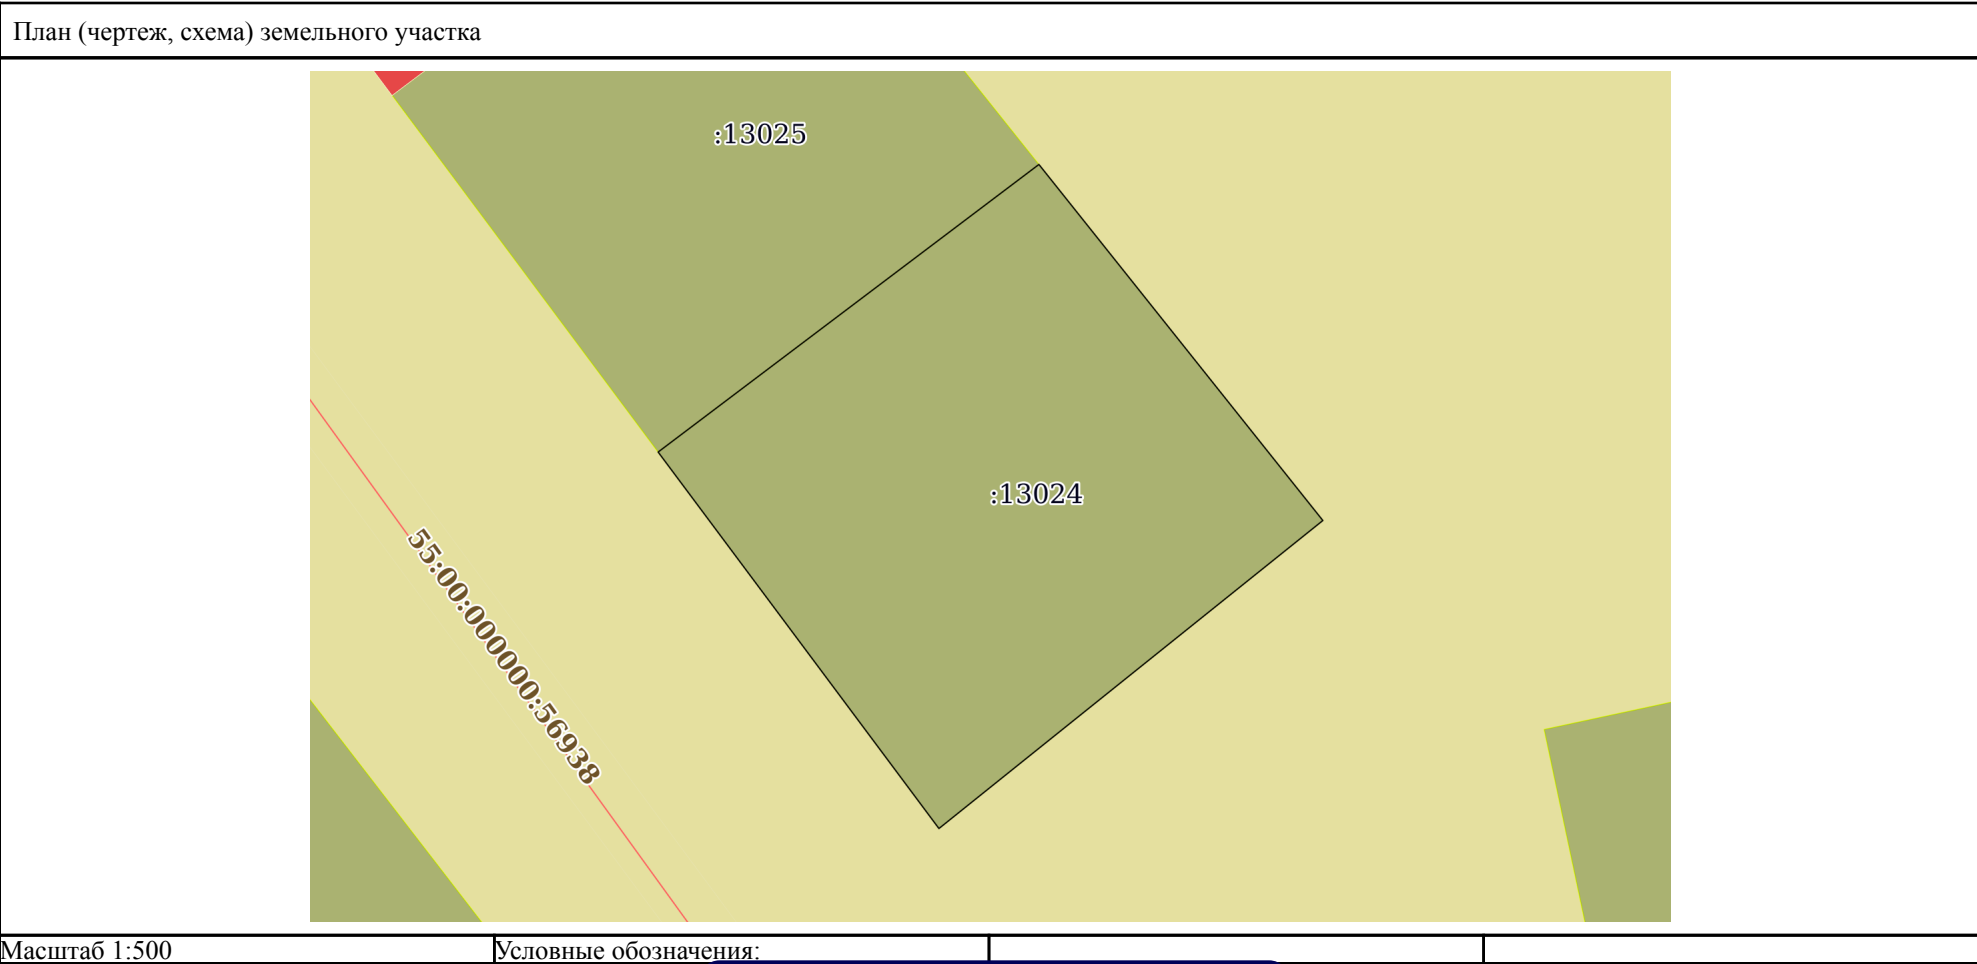 План (чертеж, схема) земельного участка
:13025
:13024
55:00:000000:56938
Масштаб 1:500
Условные обозначения: